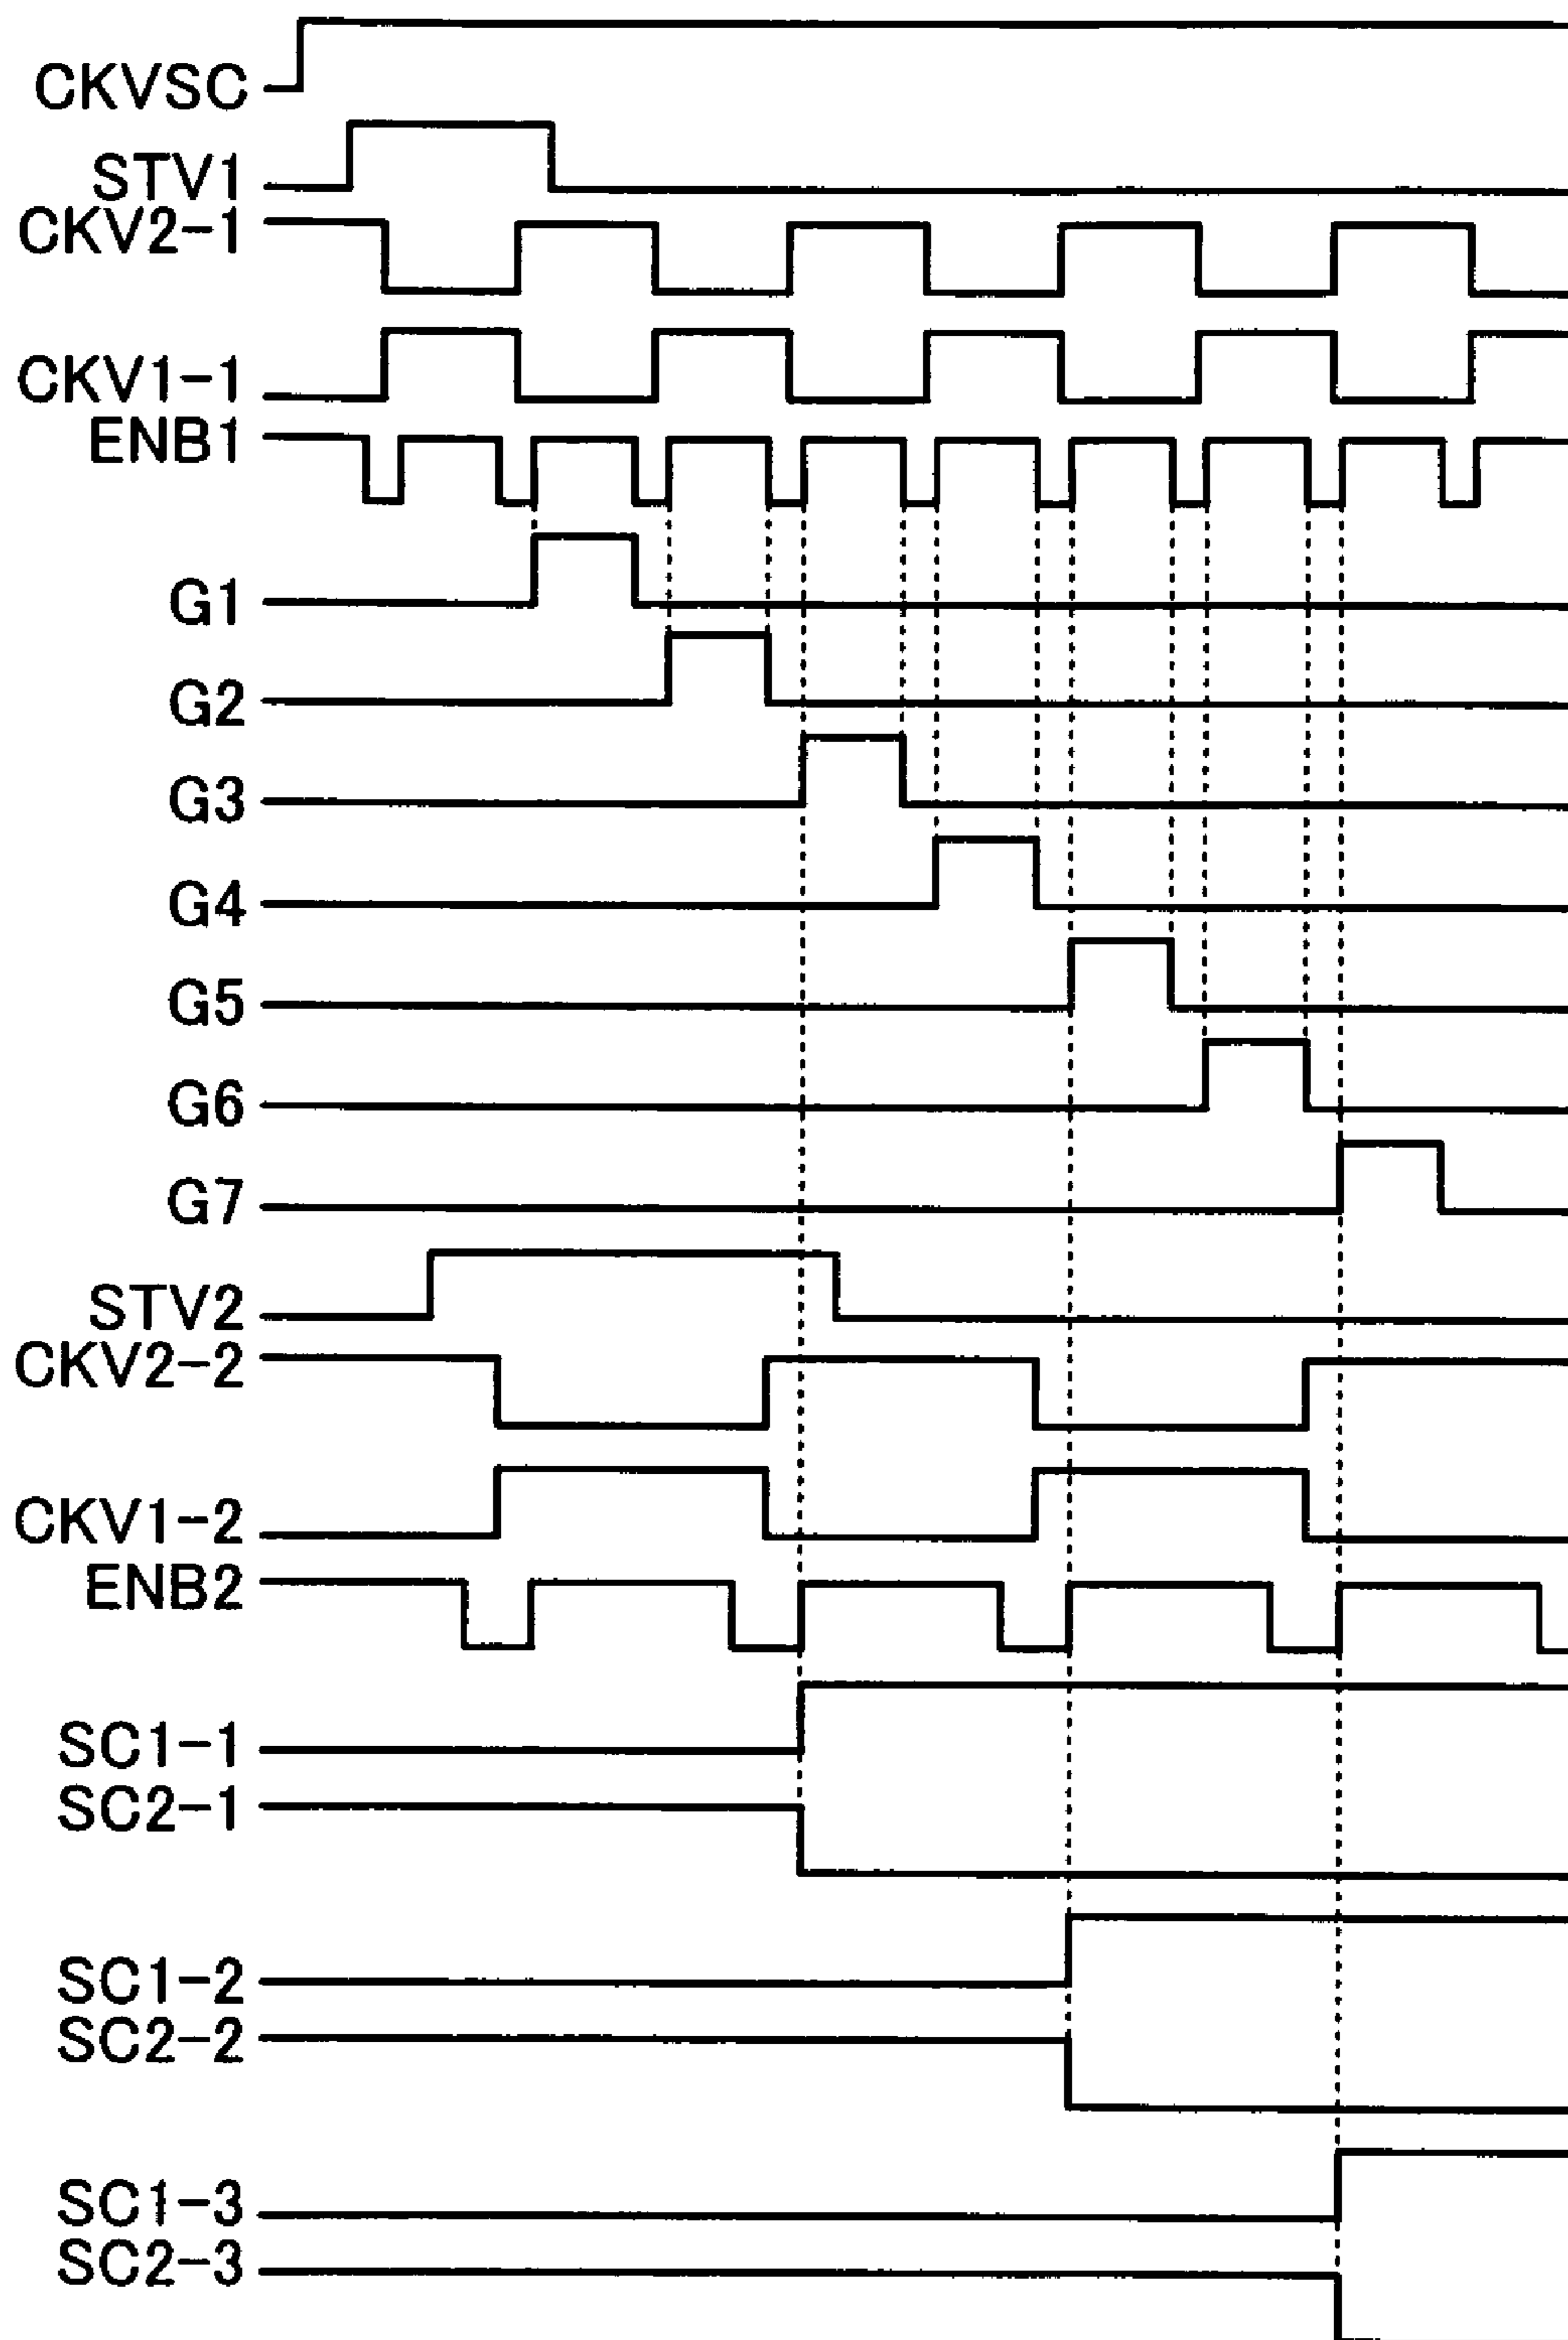 CKVSC
STV1
CKV2-1
CKV1-1
ENB1
G1
G2
G3
G4
G5
G6
G7
STV2
CKV2-2
CKV1-2
ENB2
SC1-1
SC2-1
SC1-2
SC2-2
SC1-3
SC2-3